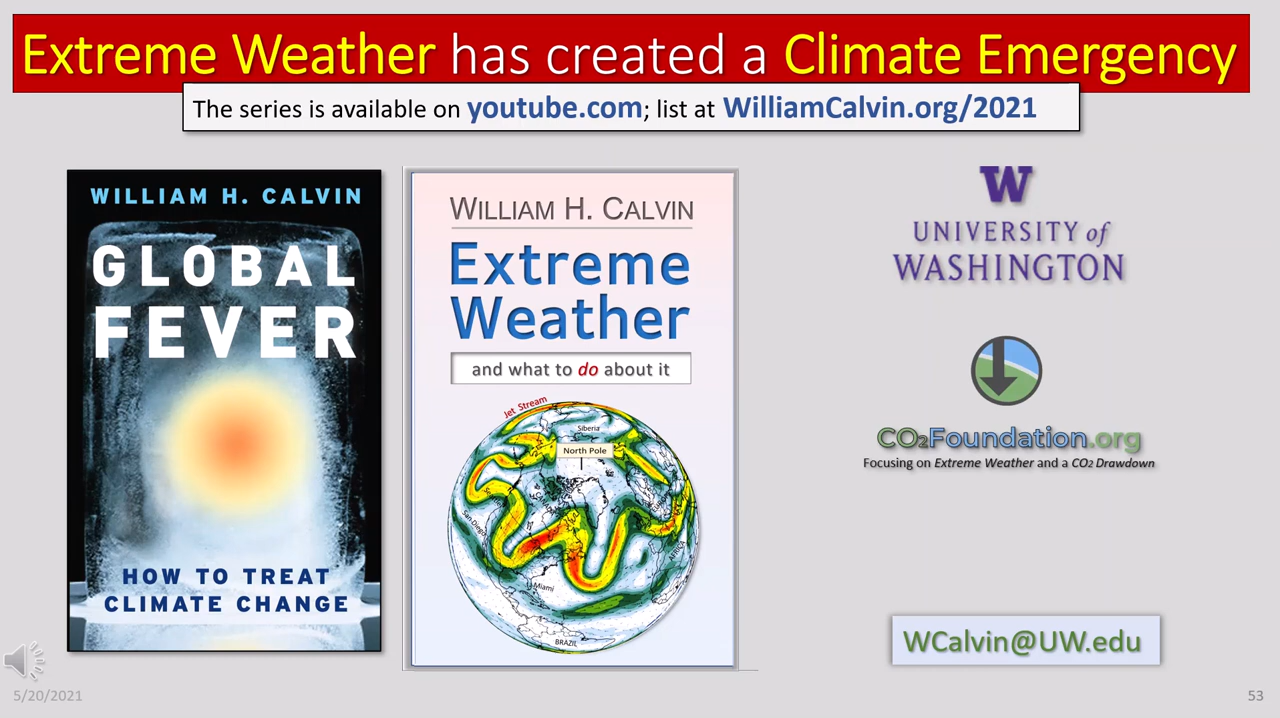 Extreme Weather has created a Climate Emergency
The series is available on youtube.com; list at WilliamCalvin.org/2021
WILLIAM H. CALVIN
GLOBAL
FEVER
HOW TO TREAT
CLIMATE CHANGE
WILLIAM H. CALVIN
Extreme
Weather
and what to do about it
Jet Stream
Siberia
North Pole
San Diego
Miami
BRAZIL
W
UNIVERSITY of
WASHINGTON
CO2Foundation.org
Focusing on Extreme Weather and a CO2 Drawdown
WCalvin@UW.edu
5/20/2021
53